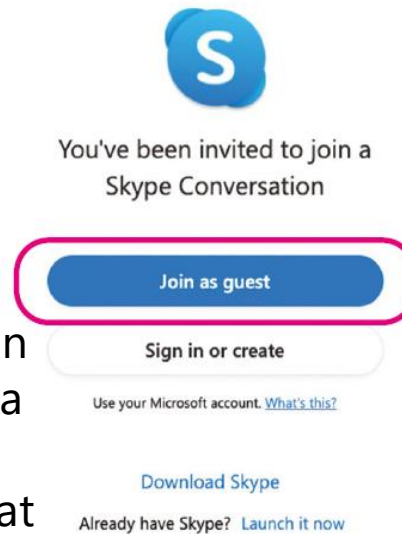 S
You've been invited to join a
Skype Conversation
Join as guest
n
Sign in or create
a
Use your Microsoft account. What's this?
Download Skype
at
Already have Skype? Launch it now